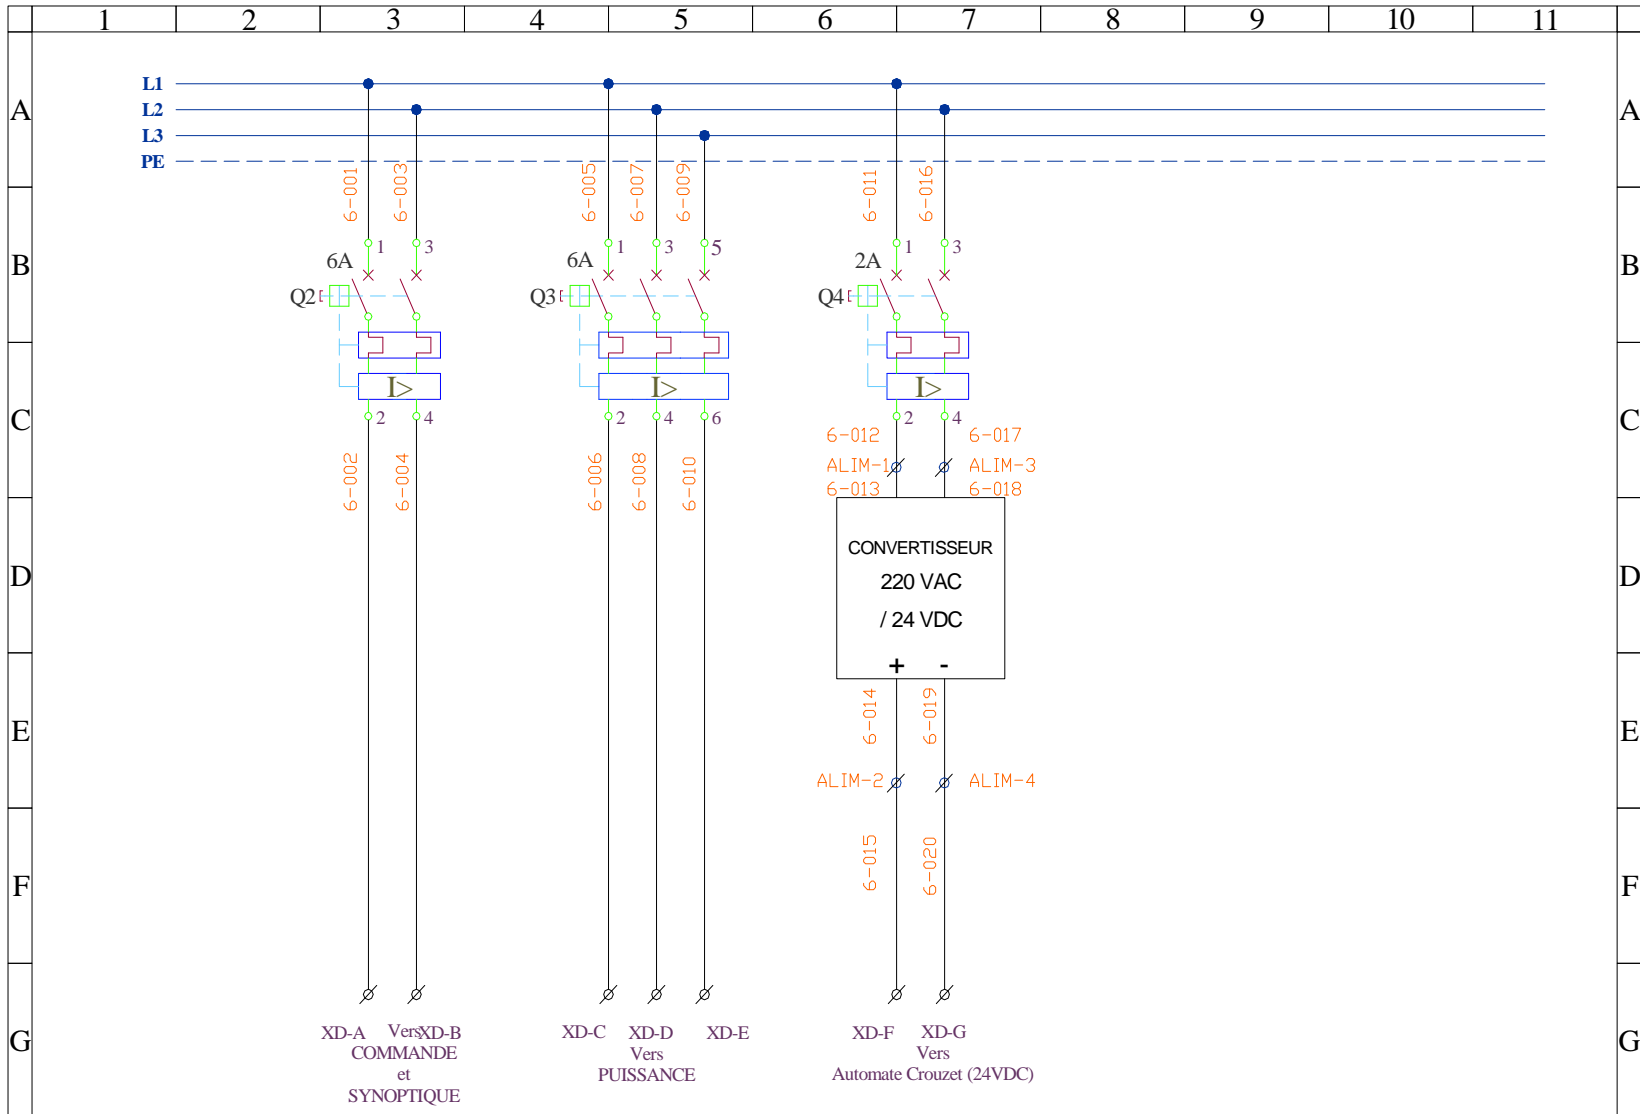 1 2 3 4 5 6 7 8 9 10 11
L1
A A
L2
L3
PE
6-001 6-003 6-005 6-007 6-009 6-011 6-016
1 3 1 3 5 1 3
B 6A 6A 2A B
Q2 Q3 Q4
I> I> I>
2 4 2 4 6 2 4
C C
6-012 6-017
6-002 6-004 6-006 6-008 6-010
ALIM-1 ALIM-3
6-013 6-018
CONVERTISSEUR
D 220 VAC D
/ 24 VDC
+ -
6-014 6-019
E E
ALIM-2 ALIM-4
6-015 6-020
F F
XD-A Vers XD-B XD-C XD-D XD-E XD-F XD-G
G G
COMMANDE Vers Vers
et PUISSANCE Automate Crouzet (24VDC)
SYNOPTIQUE